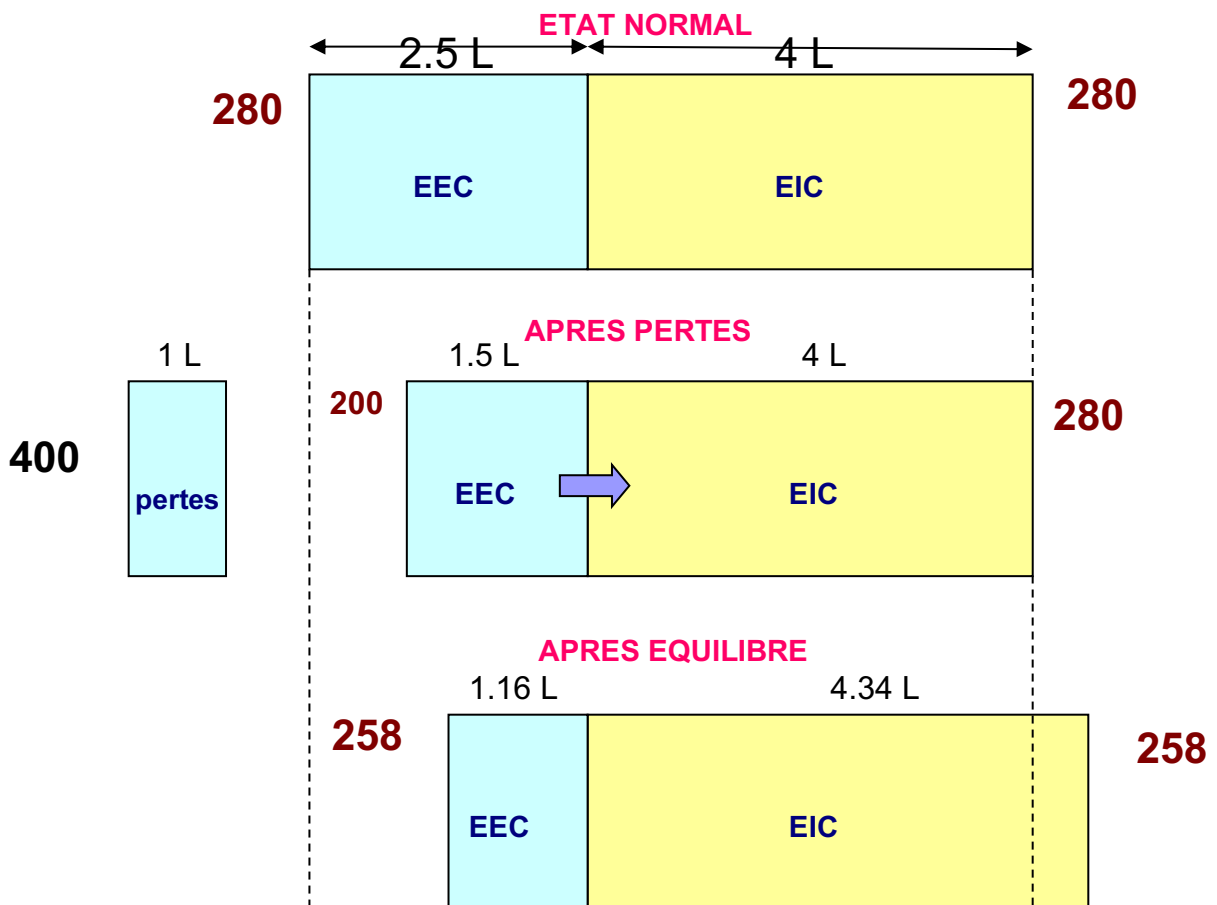 ETAT NORMAL
2.5 L 4 L
280 280
EEC EIC
APRES PERTES
1 L 1.5 L 4 L
200 280
400
pertes EEC EIC
APRES EQUILIBRE
1.16 L 4.34 L
258 258
EEC EIC